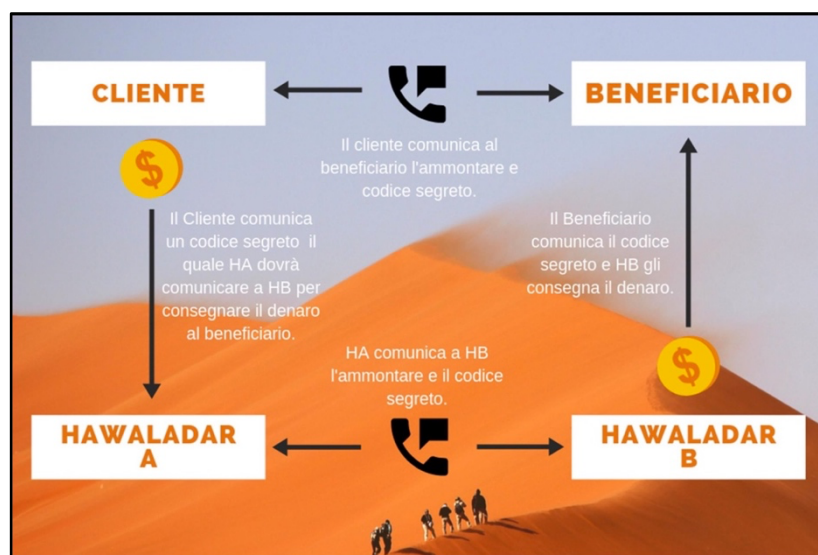 CLIENTE
BENEFICIARIO
Il cliente comunica al
beneficiario l'ammontare e
codice segreto.
$
Il Cliente comunica
un codice segreto il
quale HA dovrà
comunicare a HB per
consegnare il denaro
al beneficiario.
Il Beneficiario
comunica il codice
segreto e HB gli
consegna il denaro.
HA comunica a HB
l'ammontare e il codice
segreto.
$
HAWALADAR
A
HAWALADAR
B